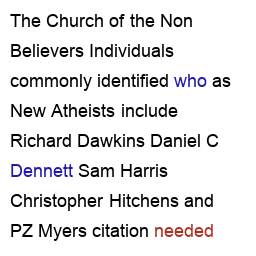 The Church of the Non
Believers Individuals
commonly identified who as
New Atheists include
Richard Dawkins Daniel C
Dennett Sam Harris
Christopher Hitchens and
PZ Myers citation needed